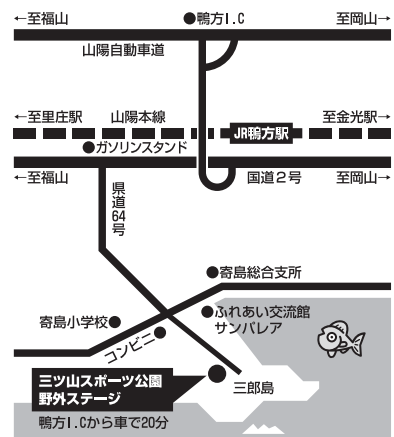 ←至福山
●鴨方I.C
至岡山→
山陽自動車道
←至里庄駅
山陽本線
JR鴨方駅
至金光駅→
●ガソリンスタンド
←至福山
国道2号
至岡山→
県道64号
●寄島総合支所
寄島小学校●
●ふれあい交流館
サンパレア
コンビニ●
三ツ山スポーツ公園
野外ステージ
三郎島
鴨方I.Cから車で20分